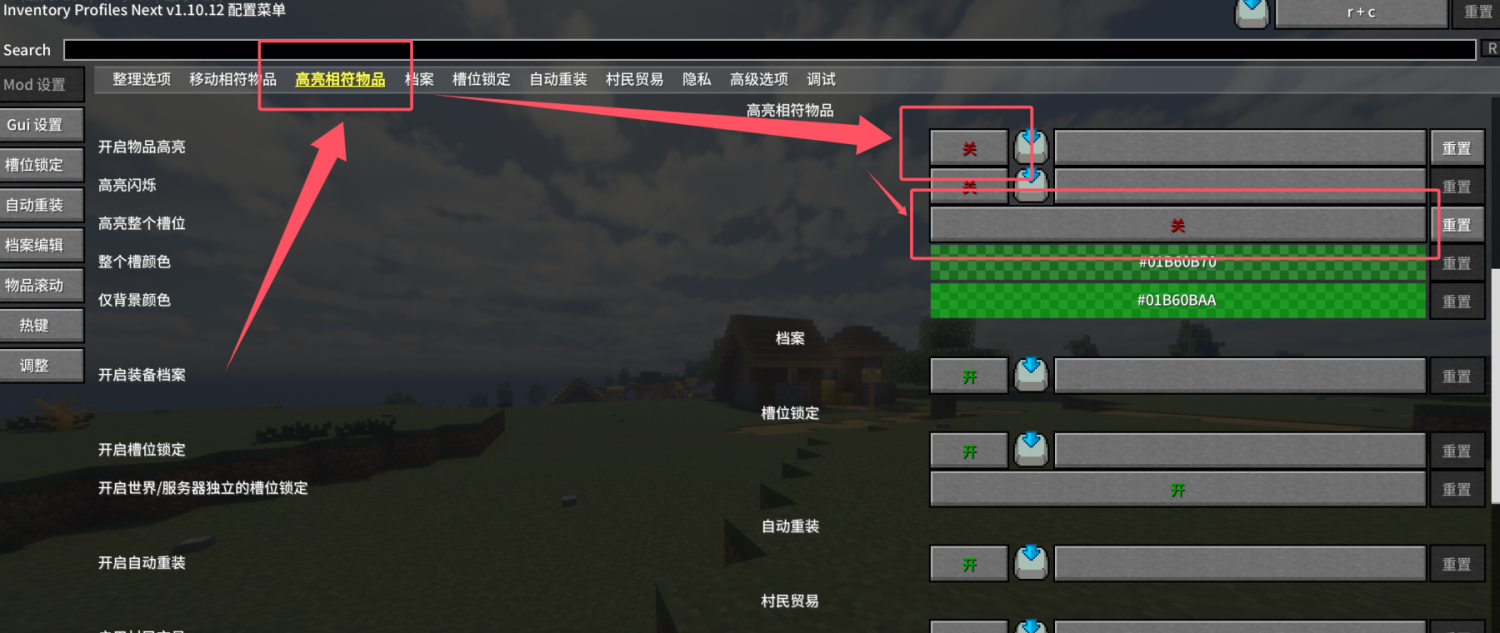 Inventory Profiles Next v1.10.12 配置菜单
r + c
重置
Search
R
Mod 设置
整理选项 移动相符物品 高亮相符物品 档案 槽位锁定 自动重装 村民贸易 隐私 高级选项 调试
高亮相符物品
Gui 设置
开启物品高亮 关 重置
槽位锁定
高亮闪烁 关 重置
自动重装
高亮整个槽位 关 重置
档案编辑
整个槽颜色 #01B60B70 重置
物品滚动
仅背景颜色 #01B60BAA 重置
热键
档案
调整
开启装备档案 开 重置
槽位锁定
开启槽位锁定 开 重置
开启世界/服务器独立的槽位锁定 开 重置
自动重装
开启自动重装 开 重置
村民贸易